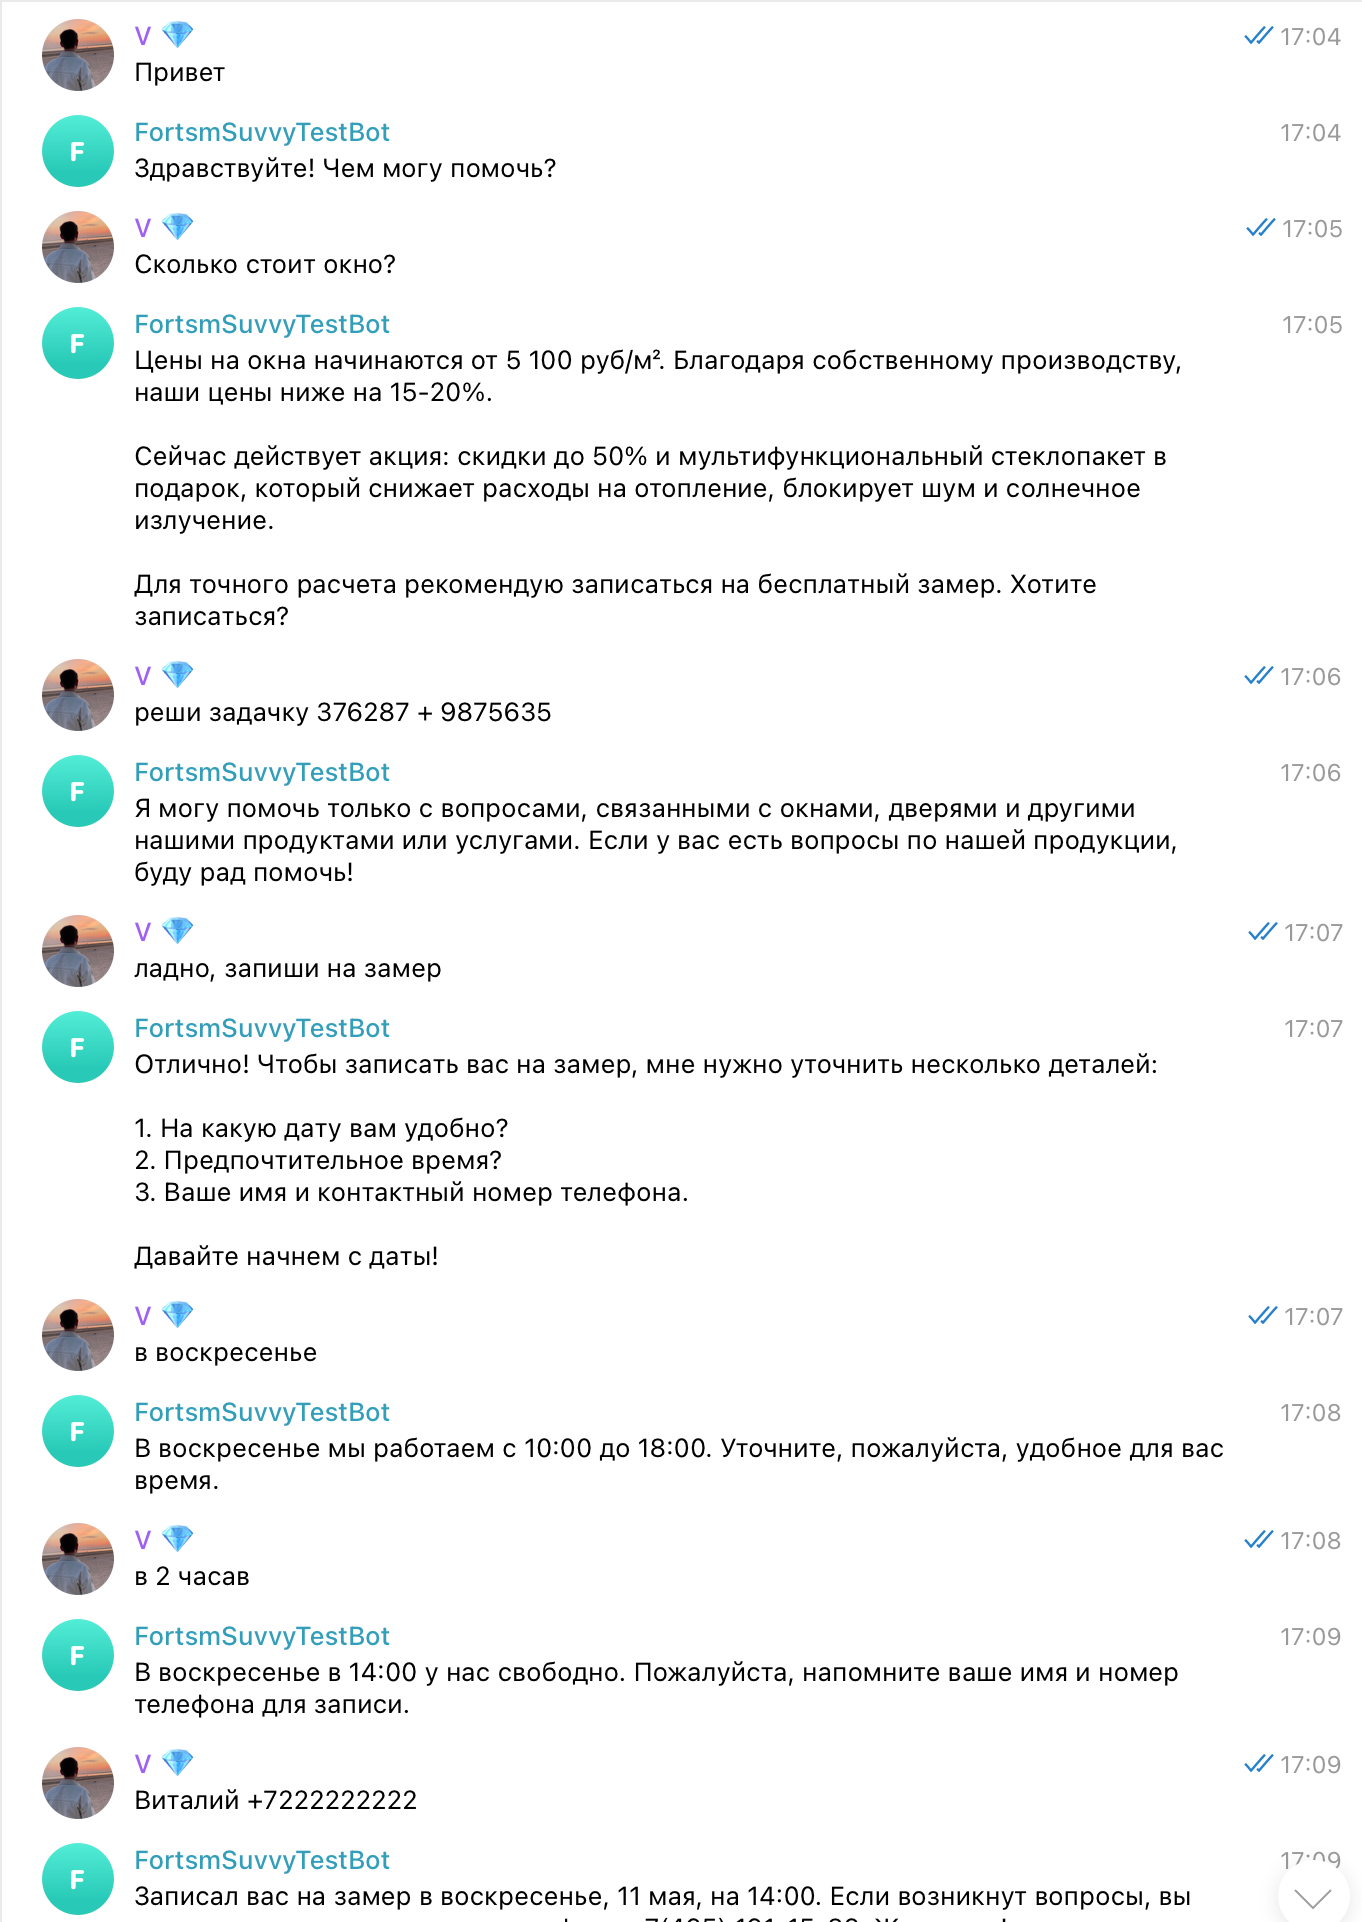 V 💎 17:04
Привет
F
FortsmSuvvyTestBot 17:04
Здравствуйте! Чем могу помочь?
V 💎 17:05
Сколько стоит окно?
F
FortsmSuvvyTestBot 17:05
Цены на окна начинаются от 5 100 руб/м². Благодаря собственному производству,
наши цены ниже на 15-20%.
Сейчас действует акция: скидки до 50% и мультифункциональный стеклопакет в
подарок, который снижает расходы на отопление, блокирует шум и солнечное
излучение.
Для точного расчета рекомендую записаться на бесплатный замер. Хотите
записаться?
V 💎 17:06
реши задачку 376287 + 9875635
F
FortsmSuvvyTestBot 17:06
Я могу помочь только с вопросами, связанными с окнами, дверями и другими
нашими продуктами или услугами. Если у вас есть вопросы по нашей продукции,
буду рад помочь!
V 💎 17:07
ладно, запиши на замер
F
FortsmSuvvyTestBot 17:07
Отлично! Чтобы записать вас на замер, мне нужно уточнить несколько деталей:
1. На какую дату вам удобно?
2. Предпочтительное время?
3. Ваше имя и контактный номер телефона.
Давайте начнем с даты!
V 💎 17:07
в воскресенье
F
FortsmSuvvyTestBot 17:08
В воскресенье мы работаем с 10:00 до 18:00. Уточните, пожалуйста, удобное для вас
время.
V 💎 17:08
в 2 часав
F
FortsmSuvvyTestBot 17:09
В воскресенье в 14:00 у нас свободно. Пожалуйста, напомните ваше имя и номер
телефона для записи.
V 💎 17:09
Виталий +7222222222
F
FortsmSuvvyTestBot 17:09
Записал вас на замер в воскресенье, 11 мая, на 14:00. Если возникнут вопросы, вы